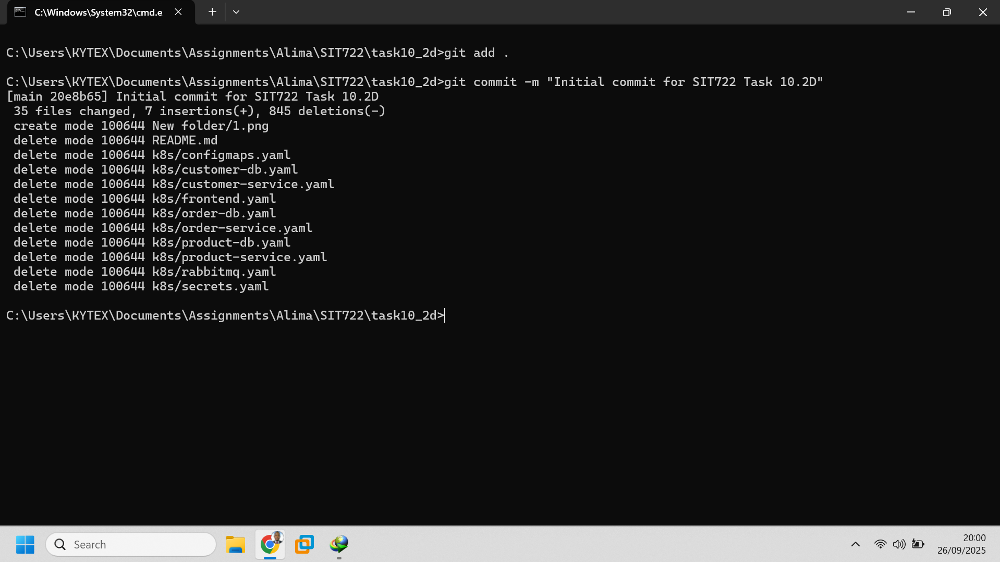 C:\Windows\System32\cmd.e
C:\Users\KYTEX\Documents\Assignments\Alima\SIT722\task10_2d>git add .
C:\Users\KYTEX\Documents\Assignments\Alima\SIT722\task10_2d>git commit -m "Initial commit for SIT722 Task 10.2D"
[main 20e8b65] Initial commit for SIT722 Task 10.2D
35 files changed, 7 insertions(+), 845 deletions(-)
create mode 100644 New folder/1.png
delete mode 100644 README.md
delete mode 100644 k8s/configmaps.yaml
delete mode 100644 k8s/customer-db.yaml
delete mode 100644 k8s/customer-service.yaml
delete mode 100644 k8s/frontend.yaml
delete mode 100644 k8s/order-db.yaml
delete mode 100644 k8s/order-service.yaml
delete mode 100644 k8s/product-db.yaml
delete mode 100644 k8s/product-service.yaml
delete mode 100644 k8s/rabbitmq.yaml
delete mode 100644 k8s/secrets.yaml
C:\Users\KYTEX\Documents\Assignments\Alima\SIT722\task10_2d>
Search
20:00
26/09/2025